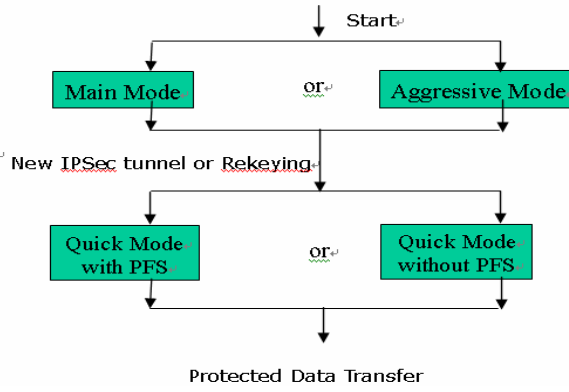 Start
Main Mode
or
Aggressive Mode
New IPSec tunnel or Rekeying
Quick Mode
with PFS
or
Quick Mode
without PFS
Protected Data Transfer